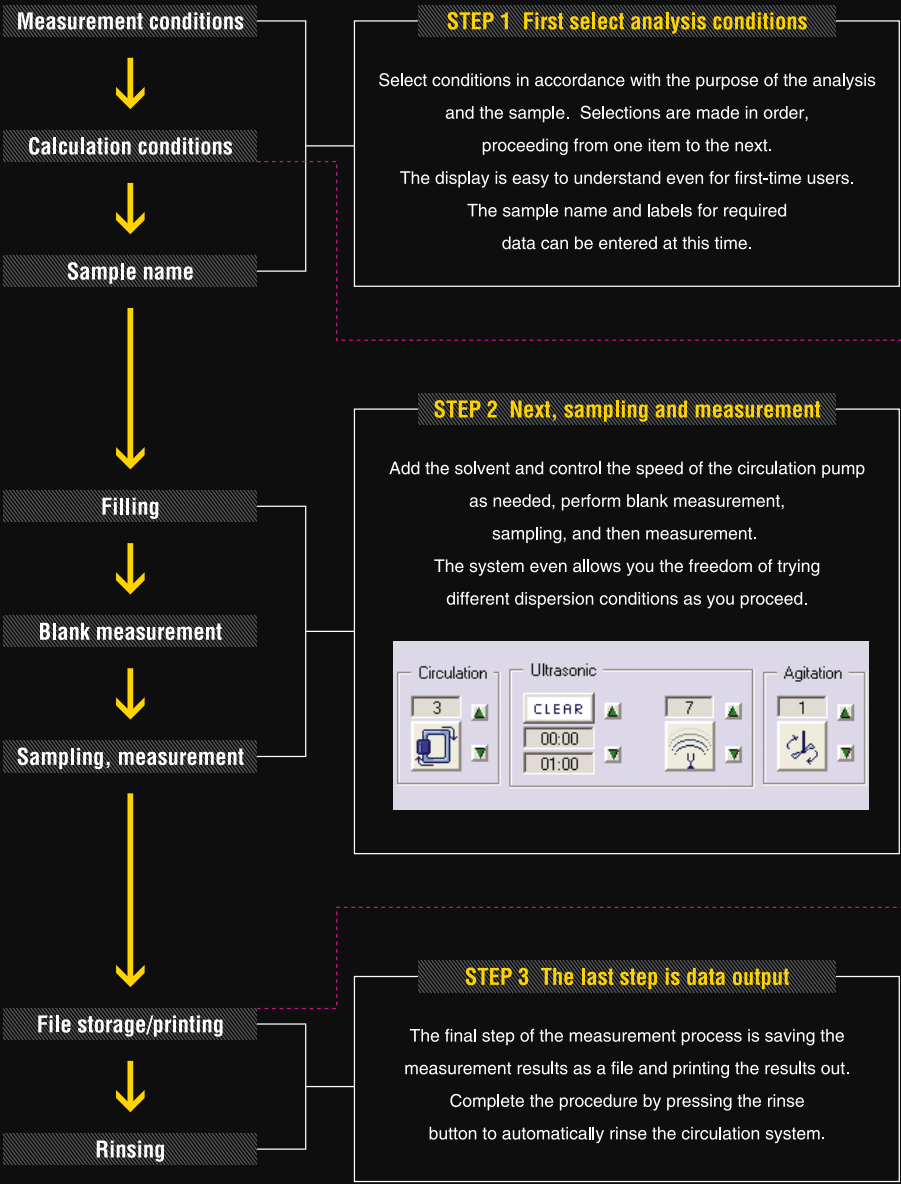 Measurement conditions
Calculation conditions
Sample name
STEP 1 First select analysis conditions
Select conditions in accordance with the purpose of the analysis
and the sample. Selections are made in order,
proceeding from one item to the next.
The display is easy to understand even for first-time users.
The sample name and labels for required
data can be entered at this time.
Filling
Blank measurement
Sampling, measurement
STEP 2 Next, sampling and measurement
Add the solvent and control the speed of the circulation pump
as needed, perform blank measurement,
sampling, and then measurement.
The system even allows you the freedom of trying
different dispersion conditions as you proceed.
Circulation
3
Ultrasonic
CLEAR
00:00
01:00
7
Agitation
1
File storage/printing
Rinsing
STEP 3 The last step is data output
The final step of the measurement process is saving the
measurement results as a file and printing the results out.
Complete the procedure by pressing the rinse
button to automatically rinse the circulation system.